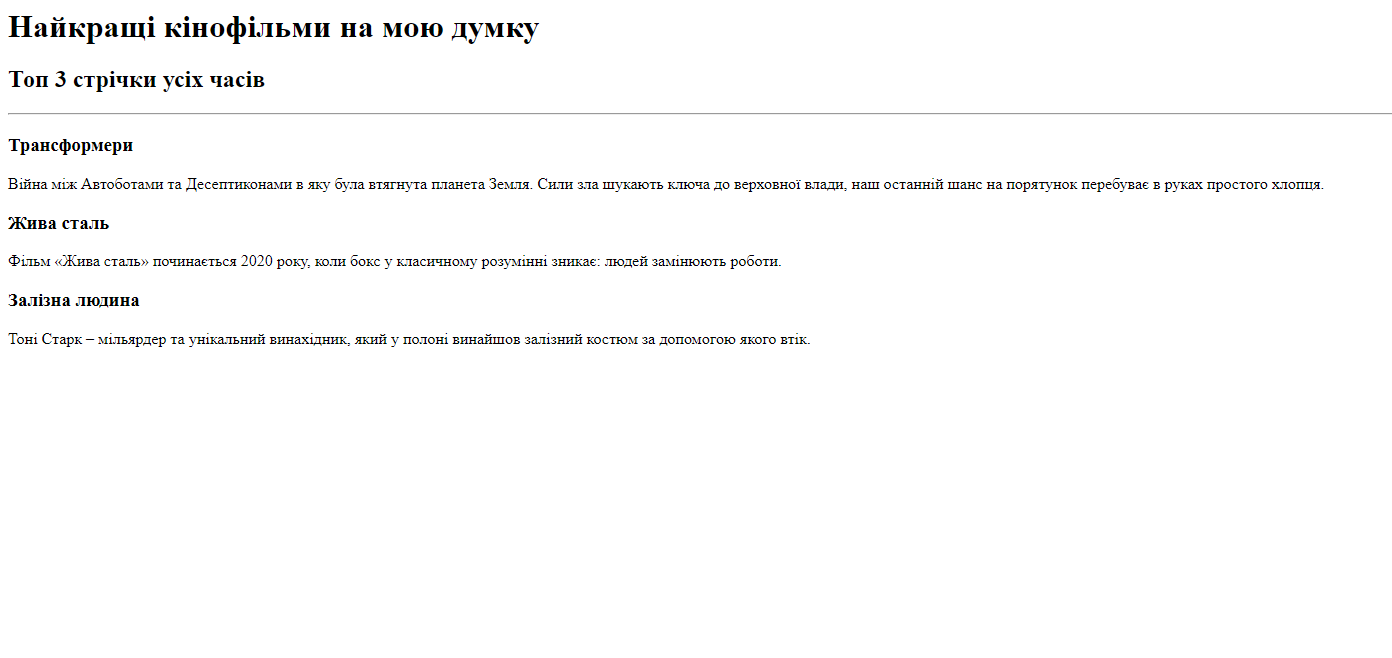 Найкращі кінофільми на мою думку
Топ 3 стрічки усіх часів
Трансформери
Війна між Автоботами та Десептиконами в яку була втягнута планета Земля. Сили зла шукають ключа до верховної влади, наш останній шанс на порятунок перебуває в руках простого хлопця.
Жива сталь
Фільм «Жива сталь» починається 2020 року, коли бокс у класичному розумінні зникає: людей замінюють роботи.
Залізна людина
Тоні Старк – мільярдер та унікальний винахідник, який у полоні винайшов залізний костюм за допомогою якого втік.